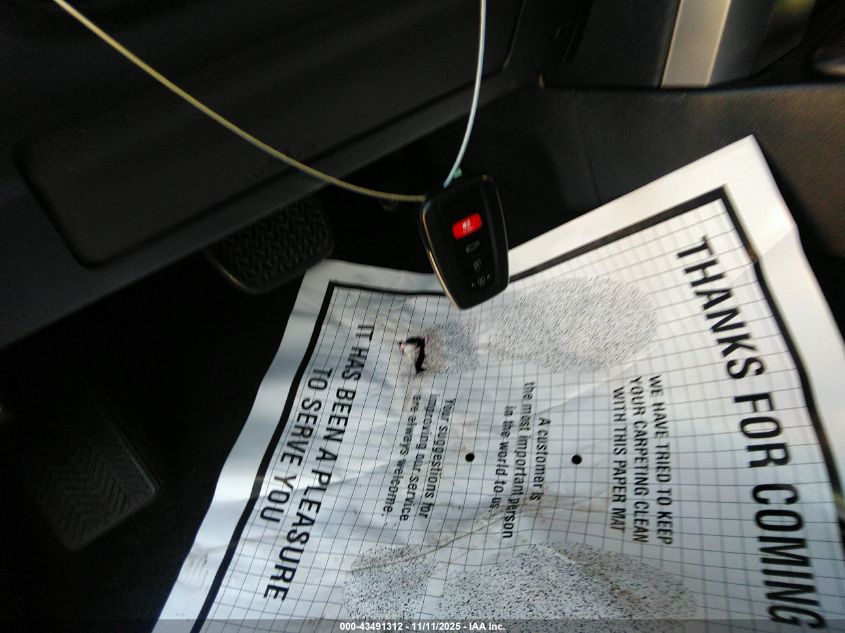 THANKS FOR COMING
WE HAVE TRIED TO KEEP
YOUR CARPETING CLEAN
WITH THIS PAPER MAT
A customer is
the most important person
in the world to us.
Your suggestions for
improving our service
are always welcome.
IT HAS BEEN A PLEASURE
TO SERVE YOU
000-43491312 - 11/11/2025 - IAA Inc.